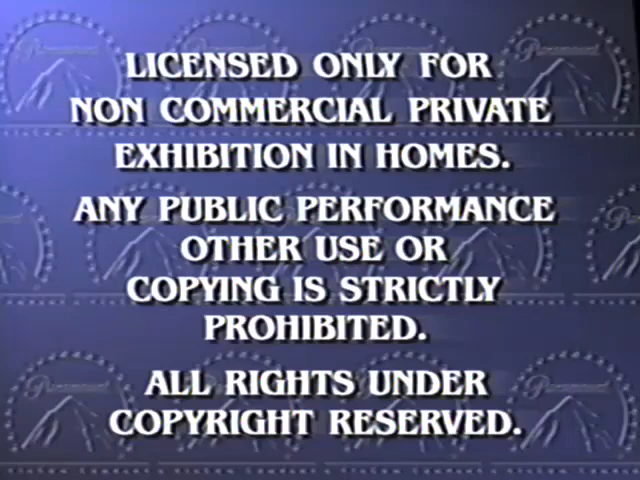 LICENSED ONLY FOR
NON COMMERCIAL PRIVATE
EXHIBITION IN HOMES.
ANY PUBLIC PERFORMANCE
OTHER USE OR
COPYING IS STRICTLY
PROHIBITED.
ALL RIGHTS UNDER
COPYRIGHT RESERVED.